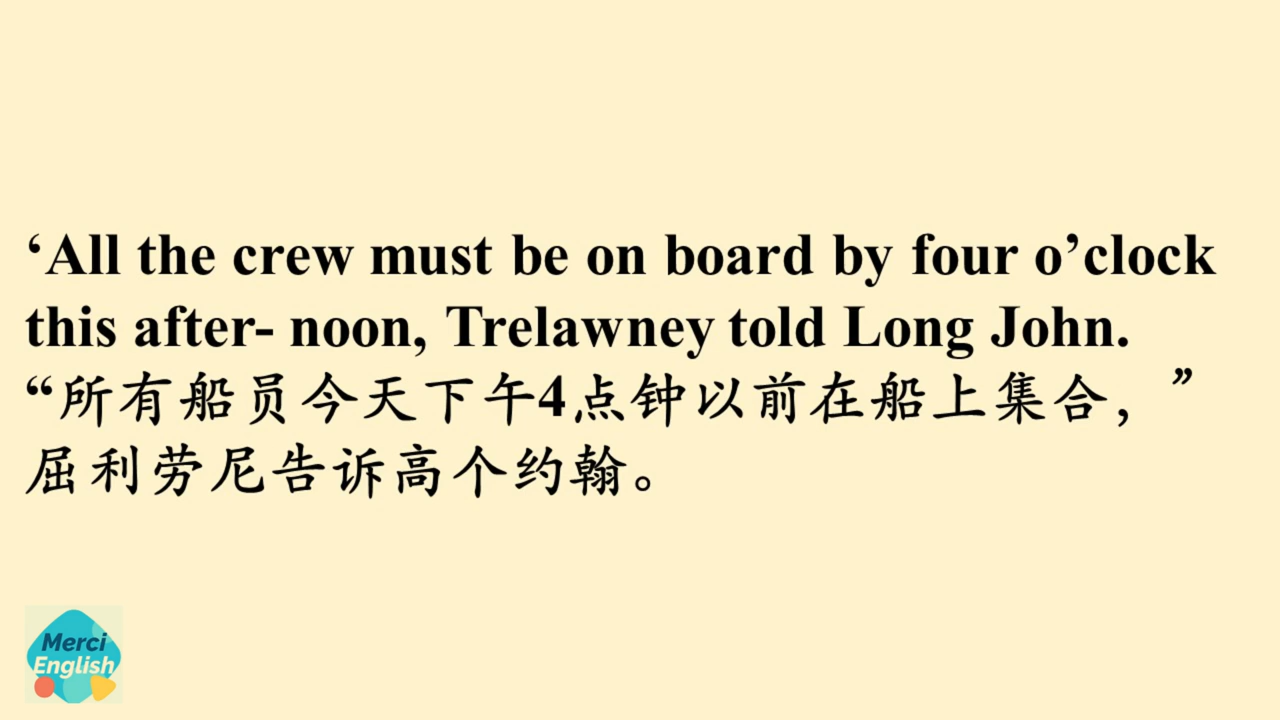 ‘All the crew must be on board by four o’clock
this after- noon, Trelawney told Long John.
“所有船员今天下午4点钟以前在船上集合，”
屈利劳尼告诉高个约翰。
Merci
English